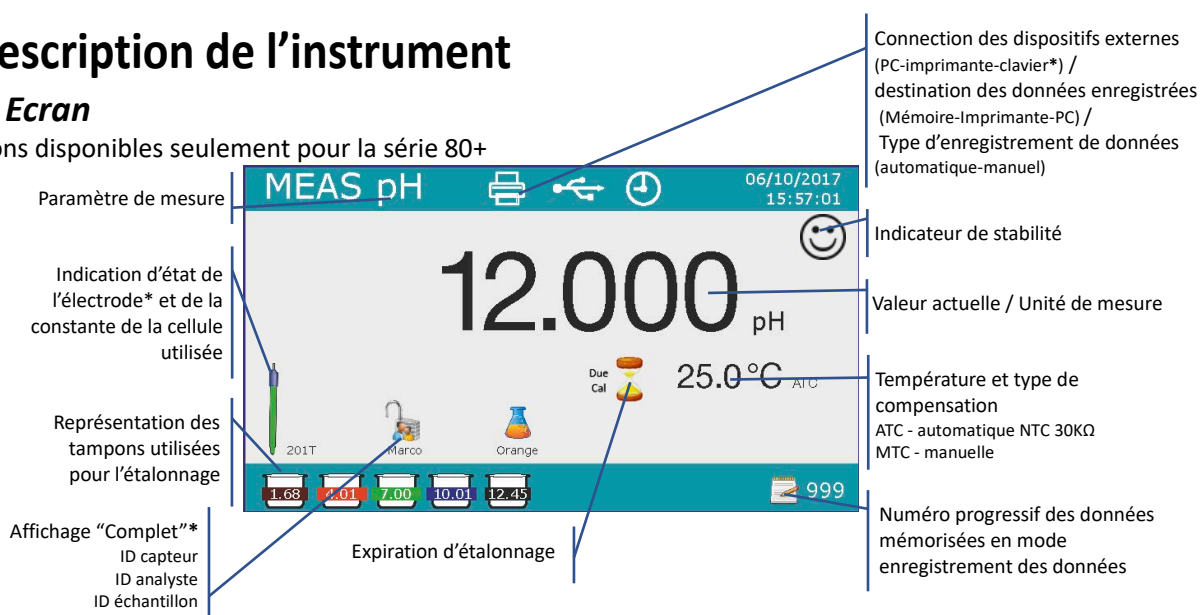 escription de l’instrument
Ecran
ons disponibles seulement pour la série 80+
Connection des dispositifs externes
(PC-imprimante-clavier*) /
destination des données enregistrées
(Mémoire-Imprimante-PC) /
Type d’enregistrement de données
(automatique-manuel)
Paramètre de mesure
MEAS pH
06/10/2017
15:57:01
Indicateur de stabilité
Indication d’état de
l’électrode* et de la
constante de la cellule
utilisée
12.000 pH
Valeur actuelle / Unité de mesure
Due
Cal
25.0 °C ATC
Température et type de
compensation
ATC - automatique NTC 30KΩ
MTC - manuelle
Représentation des
tampons utilisées
pour l’étalonnage
201T
Marco
Orange
1.68 4.01 7.00 10.01 12.45
999
Numéro progressif des données
mémorisées en mode
enregistrement des données
Affichage “Complet”*
ID capteur
ID analyste
ID échantillon
Expiration d’étalonnage